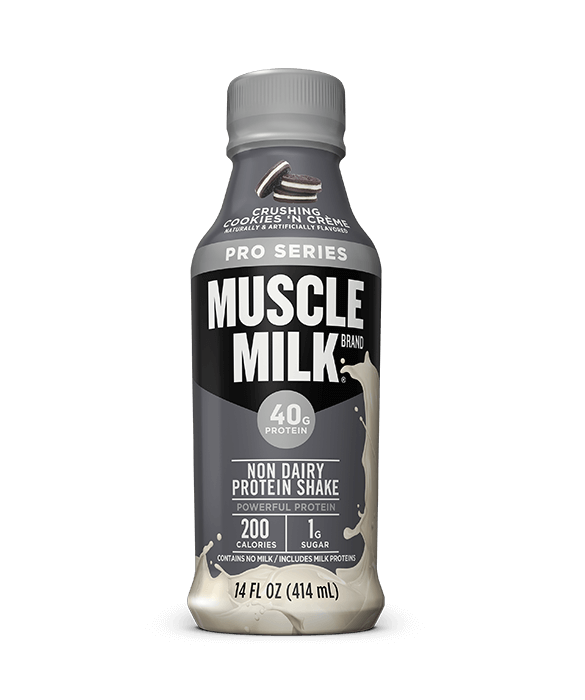 CRUSHING
COOKIES 'N CRÈME
NATURALLY & ARTIFICIALLY FLAVORED
PRO SERIES
MUSCLE
MILK® BRAND
40G
PROTEIN
NON DAIRY
PROTEIN SHAKE
POWERFUL PROTEIN
200 CALORIES
1G SUGAR
CONTAINS NO MILK / INCLUDES MILK PROTEINS
14 FL OZ (414 mL)